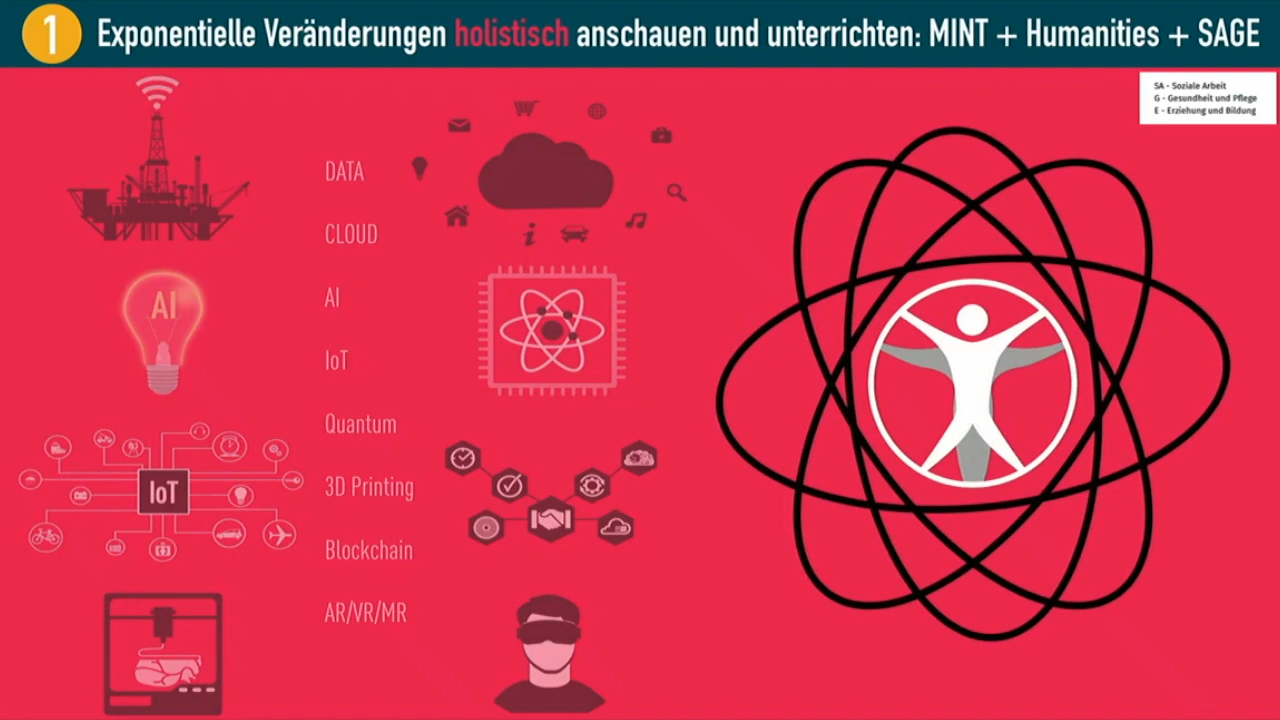 1 Exponentielle Veränderungen holistisch anschauen und unterrichten: MINT + Humanities + SAGE
SA - Soziale Arbeit
G - Gesundheit und Pflege
E - Erziehung und Bildung
DATA
CLOUD
AI
AI
IoT
Quantum
3D Printing
IoT
Blockchain
AR/VR/MR